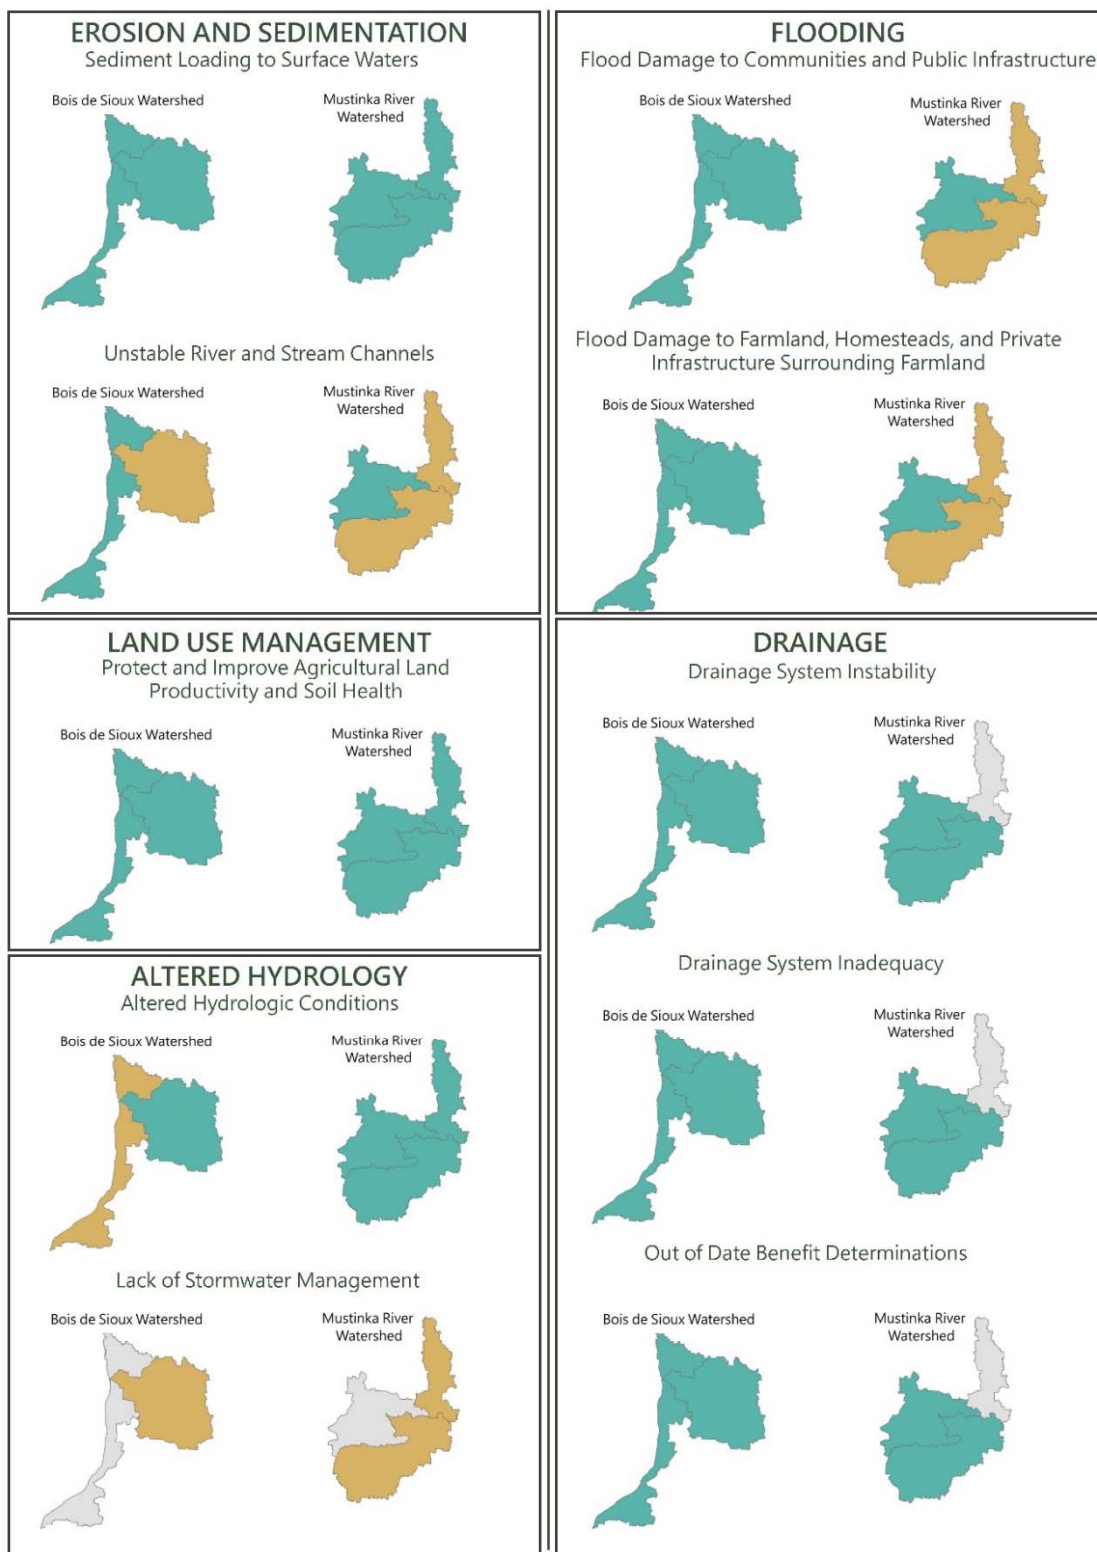 EROSION AND SEDIMENTATION
Sediment Loading to Surface Waters
Bois de Sioux Watershed
Mustinka River
Watershed
Unstable River and Stream Channels
Bois de Sioux Watershed
Mustinka River
Watershed
LAND USE MANAGEMENT
Protect and Improve Agricultural Land
Productivity and Soil Health
Bois de Sioux Watershed
Mustinka River
Watershed
ALTERED HYDROLOGY
Altered Hydrologic Conditions
Bois de Sioux Watershed
Mustinka River
Watershed
Lack of Stormwater Management
Bois de Sioux Watershed
Mustinka River
Watershed
FLOODING
Flood Damage to Communities and Public Infrastructure
Bois de Sioux Watershed
Mustinka River
Watershed
Flood Damage to Farmland, Homesteads, and Private
Infrastructure Surrounding Farmland
Bois de Sioux Watershed
Mustinka River
Watershed
DRAINAGE
Drainage System Instability
Bois de Sioux Watershed
Mustinka River
Watershed
Drainage System Inadequacy
Bois de Sioux Watershed
Mustinka River
Watershed
Out of Date Benefit Determinations
Bois de Sioux Watershed
Mustinka River
Watershed